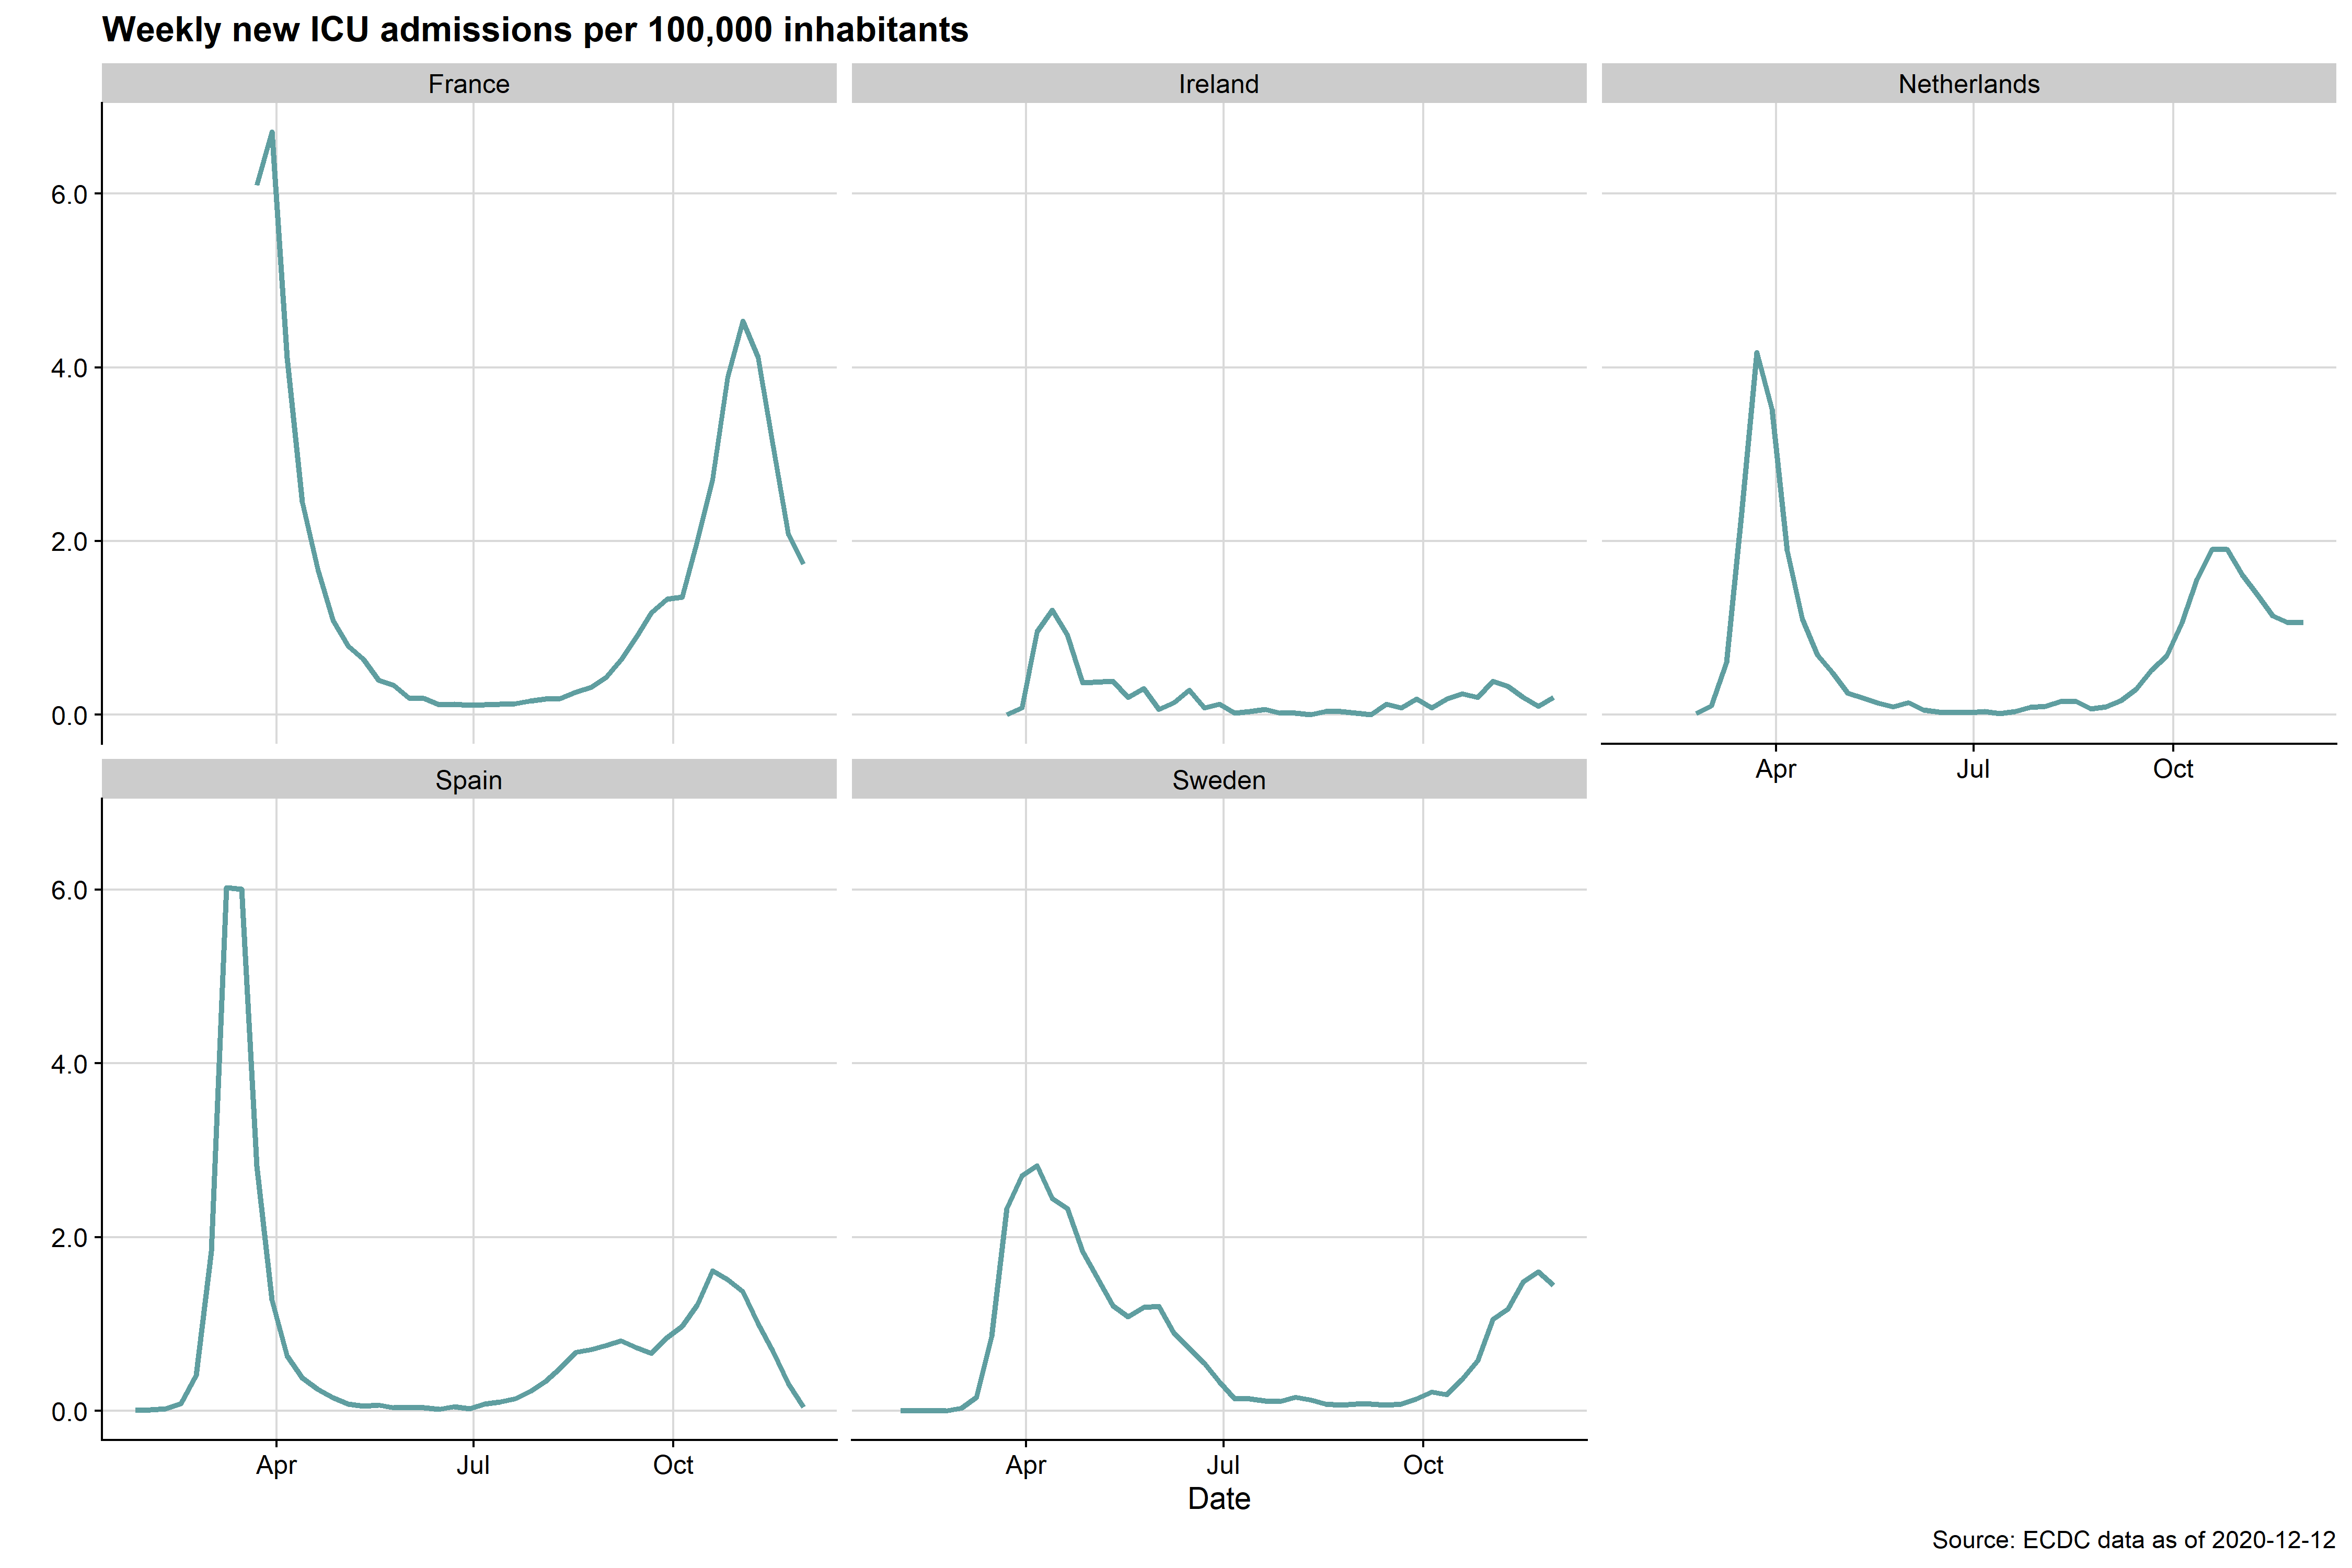 Weekly new ICU admissions per 100,000 inhabitants
France
Ireland
Netherlands
6.0
4.0
2.0
0.0
Apr
Jul
Oct
Spain
Sweden
6.0
4.0
2.0
0.0
Apr
Jul
Oct
Apr
Jul
Oct
Date
Source: ECDC data as of 2020-12-12